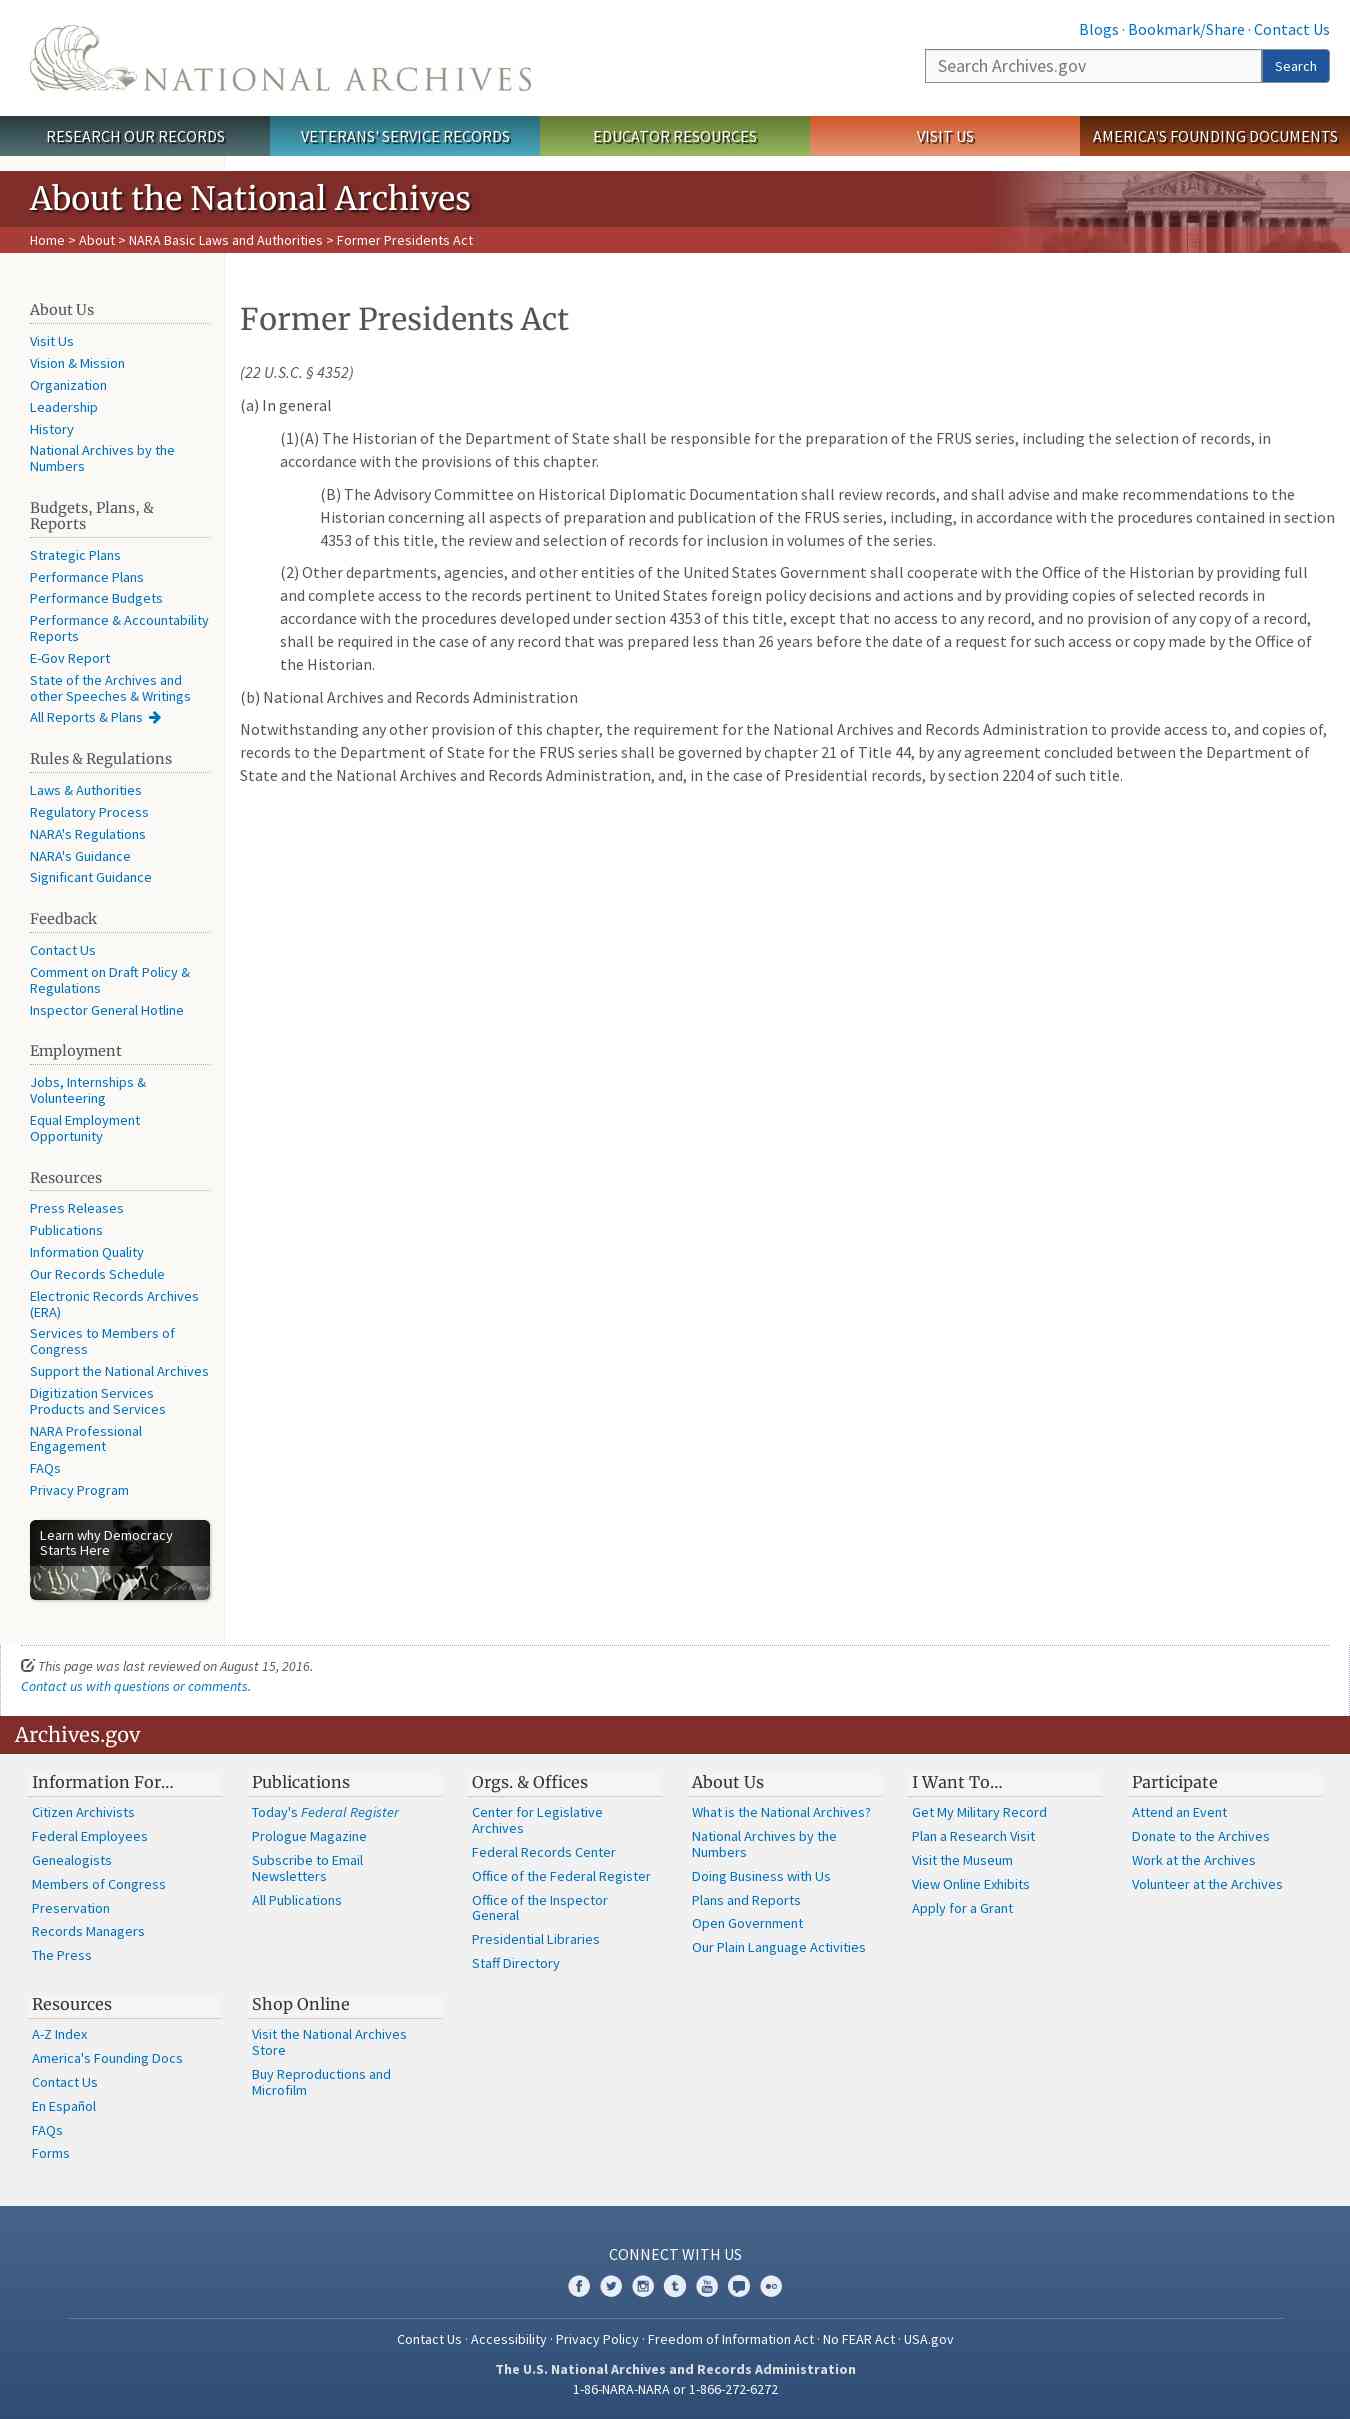 Blogs · Bookmark/Share · Contact Us
NATIONAL ARCHIVES
Search Archives.gov
Search
RESEARCH OUR RECORDS
VETERANS' SERVICE RECORDS
EDUCATOR RESOURCES
VISIT US
AMERICA'S FOUNDING DOCUMENTS
About the National Archives
Home > About > NARA Basic Laws and Authorities > Former Presidents Act
About Us
Visit Us
Vision & Mission
Organization
Leadership
History
National Archives by the
Numbers
Budgets, Plans, &
Reports
Strategic Plans
Performance Plans
Performance Budgets
Performance & Accountability
Reports
E-Gov Report
State of the Archives and
other Speeches & Writings
All Reports & Plans
Rules & Regulations
Laws & Authorities
Regulatory Process
NARA's Regulations
NARA's Guidance
Significant Guidance
Feedback
Contact Us
Comment on Draft Policy &
Regulations
Inspector General Hotline
Employment
Jobs, Internships &
Volunteering
Equal Employment
Opportunity
Resources
Press Releases
Publications
Information Quality
Our Records Schedule
Electronic Records Archives
(ERA)
Services to Members of
Congress
Support the National Archives
Digitization Services
Products and Services
NARA Professional
Engagement
FAQs
Privacy Program
Learn why Democracy
Starts Here
e the People
Former Presidents Act
(22 U.S.C. § 4352)
(a) In general
(1)(A) The Historian of the Department of State shall be responsible for the preparation of the FRUS series, including the selection of records, in
accordance with the provisions of this chapter.
(B) The Advisory Committee on Historical Diplomatic Documentation shall review records, and shall advise and make recommendations to the
Historian concerning all aspects of preparation and publication of the FRUS series, including, in accordance with the procedures contained in section
4353 of this title, the review and selection of records for inclusion in volumes of the series.
(2) Other departments, agencies, and other entities of the United States Government shall cooperate with the Office of the Historian by providing full
and complete access to the records pertinent to United States foreign policy decisions and actions and by providing copies of selected records in
accordance with the procedures developed under section 4353 of this title, except that no access to any record, and no provision of any copy of a record,
shall be required in the case of any record that was prepared less than 26 years before the date of a request for such access or copy made by the Office of
the Historian.
(b) National Archives and Records Administration
Notwithstanding any other provision of this chapter, the requirement for the National Archives and Records Administration to provide access to, and copies of,
records to the Department of State for the FRUS series shall be governed by chapter 21 of Title 44, by any agreement concluded between the Department of
State and the National Archives and Records Administration, and, in the case of Presidential records, by section 2204 of such title.
This page was last reviewed on August 15, 2016.
Contact us with questions or comments.
Archives.gov
Information For…
Citizen Archivists
Federal Employees
Genealogists
Members of Congress
Preservation
Records Managers
The Press
Publications
Today's Federal Register
Prologue Magazine
Subscribe to Email
Newsletters
All Publications
Orgs. & Offices
Center for Legislative
Archives
Federal Records Center
Office of the Federal Register
Office of the Inspector
General
Presidential Libraries
Staff Directory
About Us
What is the National Archives?
National Archives by the
Numbers
Doing Business with Us
Plans and Reports
Open Government
Our Plain Language Activities
I Want To…
Get My Military Record
Plan a Research Visit
Visit the Museum
View Online Exhibits
Apply for a Grant
Participate
Attend an Event
Donate to the Archives
Work at the Archives
Volunteer at the Archives
Resources
A-Z Index
America's Founding Docs
Contact Us
En Español
FAQs
Forms
Shop Online
Visit the National Archives
Store
Buy Reproductions and
Microfilm
CONNECT WITH US
Contact Us · Accessibility · Privacy Policy · Freedom of Information Act · No FEAR Act · USA.gov
The U.S. National Archives and Records Administration
1-86-NARA-NARA or 1-866-272-6272